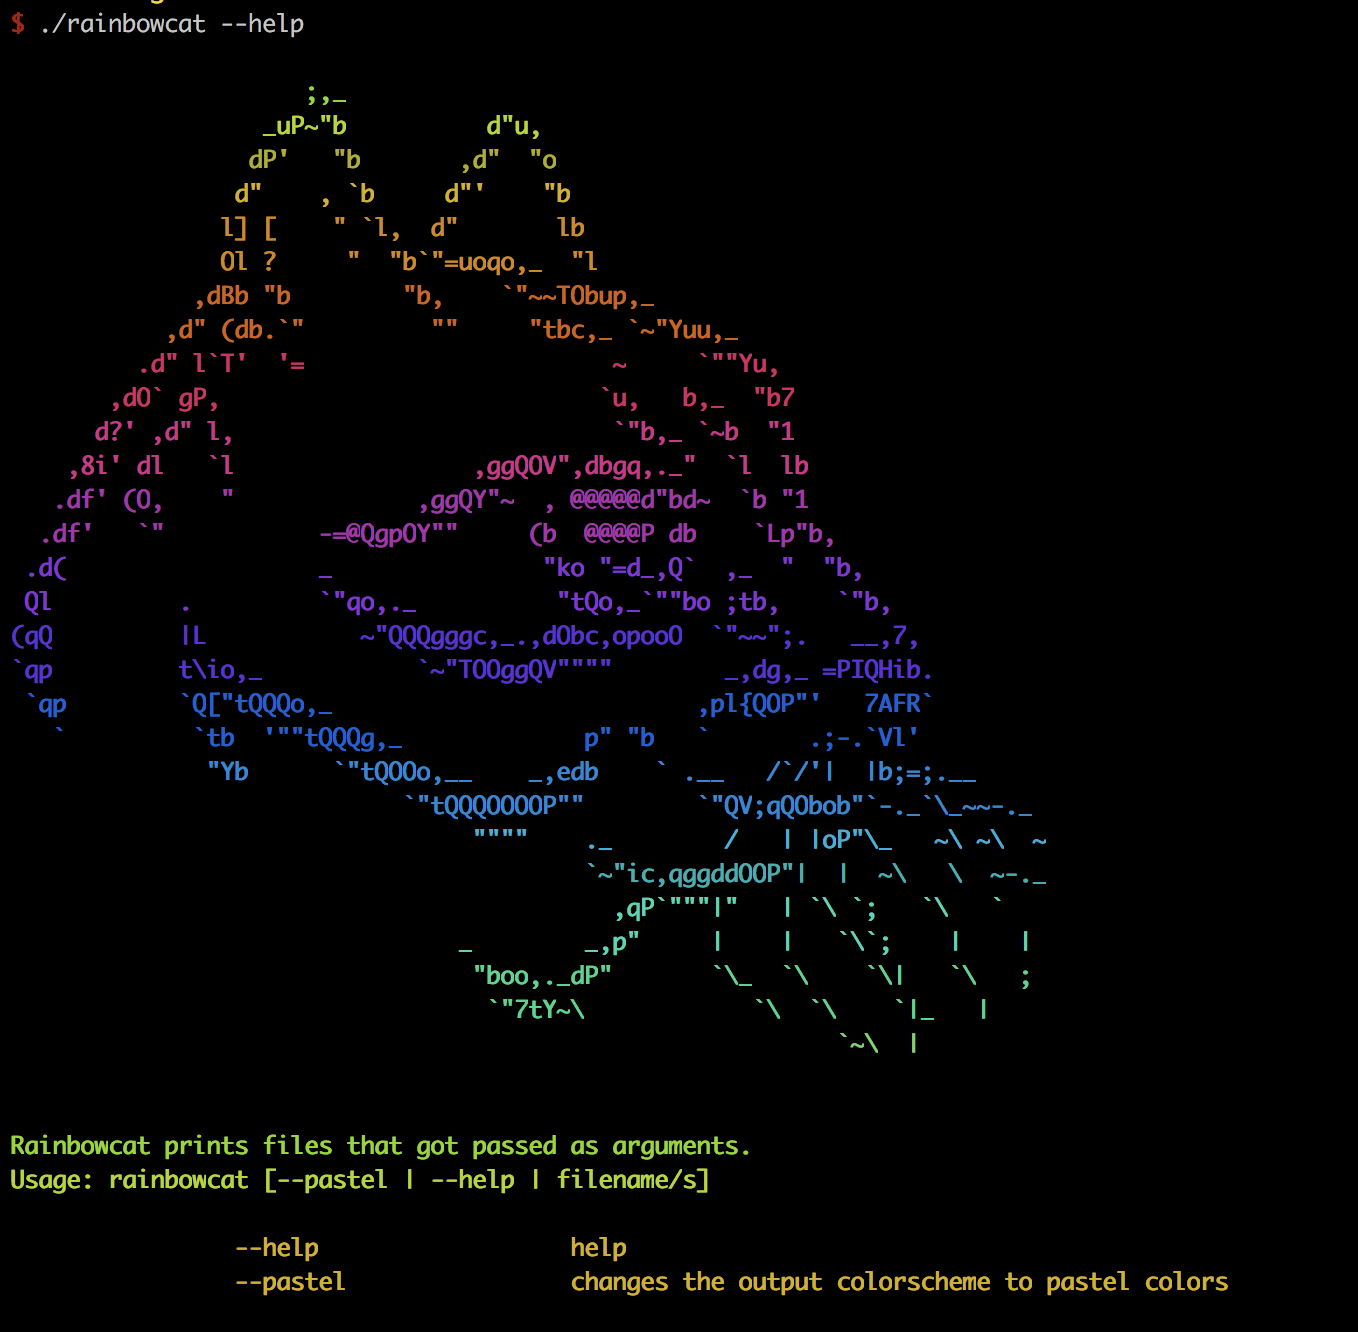 $ ./rainbowcat --help
                     ;,_
                  _uP~"b          d"u,
                 dP'   "b       ,d"  "o
                d"    , `b     d"'    "b
               l] [    " `l,  d"       lb
               Ol ?     "  "b`"=uoqo,_  "l
             ,dBb "b        "b,    `"~~TObup,_
           ,d" (db.`"         ""     "tbc,_ `~"Yuu,_
         .d" l`T'  '=                      ~     `""Yu,
       ,dO` gP,                           `u,   b,_  "b7
      d?' ,d" l,                           `"b,_ `~b  "1
    ,8i' dl   `l                 ,ggQOV",dbgq,._"  `l  lb
   .df' (O,    "             ,ggQY"~  , @@@@@d"bd~  `b "1
  .df'   `"           -=@QgpOY""     (b  @@@@P db    `Lp"b,
 .d(                  _               "ko "=d_,Q`  ,_  "  "b,
 Ql         .         `"qo,._          "tQo,_`""bo ;tb,    `"b,
(qQ         |L           ~"QQQgggc,_.,dObc,opooO  `"~~";.   __,7,
`qp         t\io,_           `~"TOOggQV""""        _,dg,_ =PIQHib.
 `qp        `Q["tQQQo,_                          ,pl{QOP"'   7AFR`
   `         `tb  '""tQQQg,_             p" "b   `       .;-.`Vl'
              "Yb      `"tQOOo,__    _,edb    ` .__   /`/'|  |b;=;.__
                            `"tQQQOOOOP""        `"QV;qQObob"`-._`\_~~-._
                                 """"    ._        /   | |oP"\_   ~\ ~\  ~
                                         `~"ic,qggddOOP"|  |  ~\   \  ~-._
                                           ,qP`"""|"   | `\ `;   `\   `
                                _        _,p"     |    |   `\`;    |    |
                                 "boo,._dP"       `\_  `\    `\|   `\   ;
                                  `"7tY~\            `\  `\    `|_   |
                                                           `~\  |
Rainbowcat prints files that got passed as arguments.
Usage: rainbowcat [--pastel | --help | filename/s]
                --help                  help
                --pastel                changes the output colorscheme to pastel colors